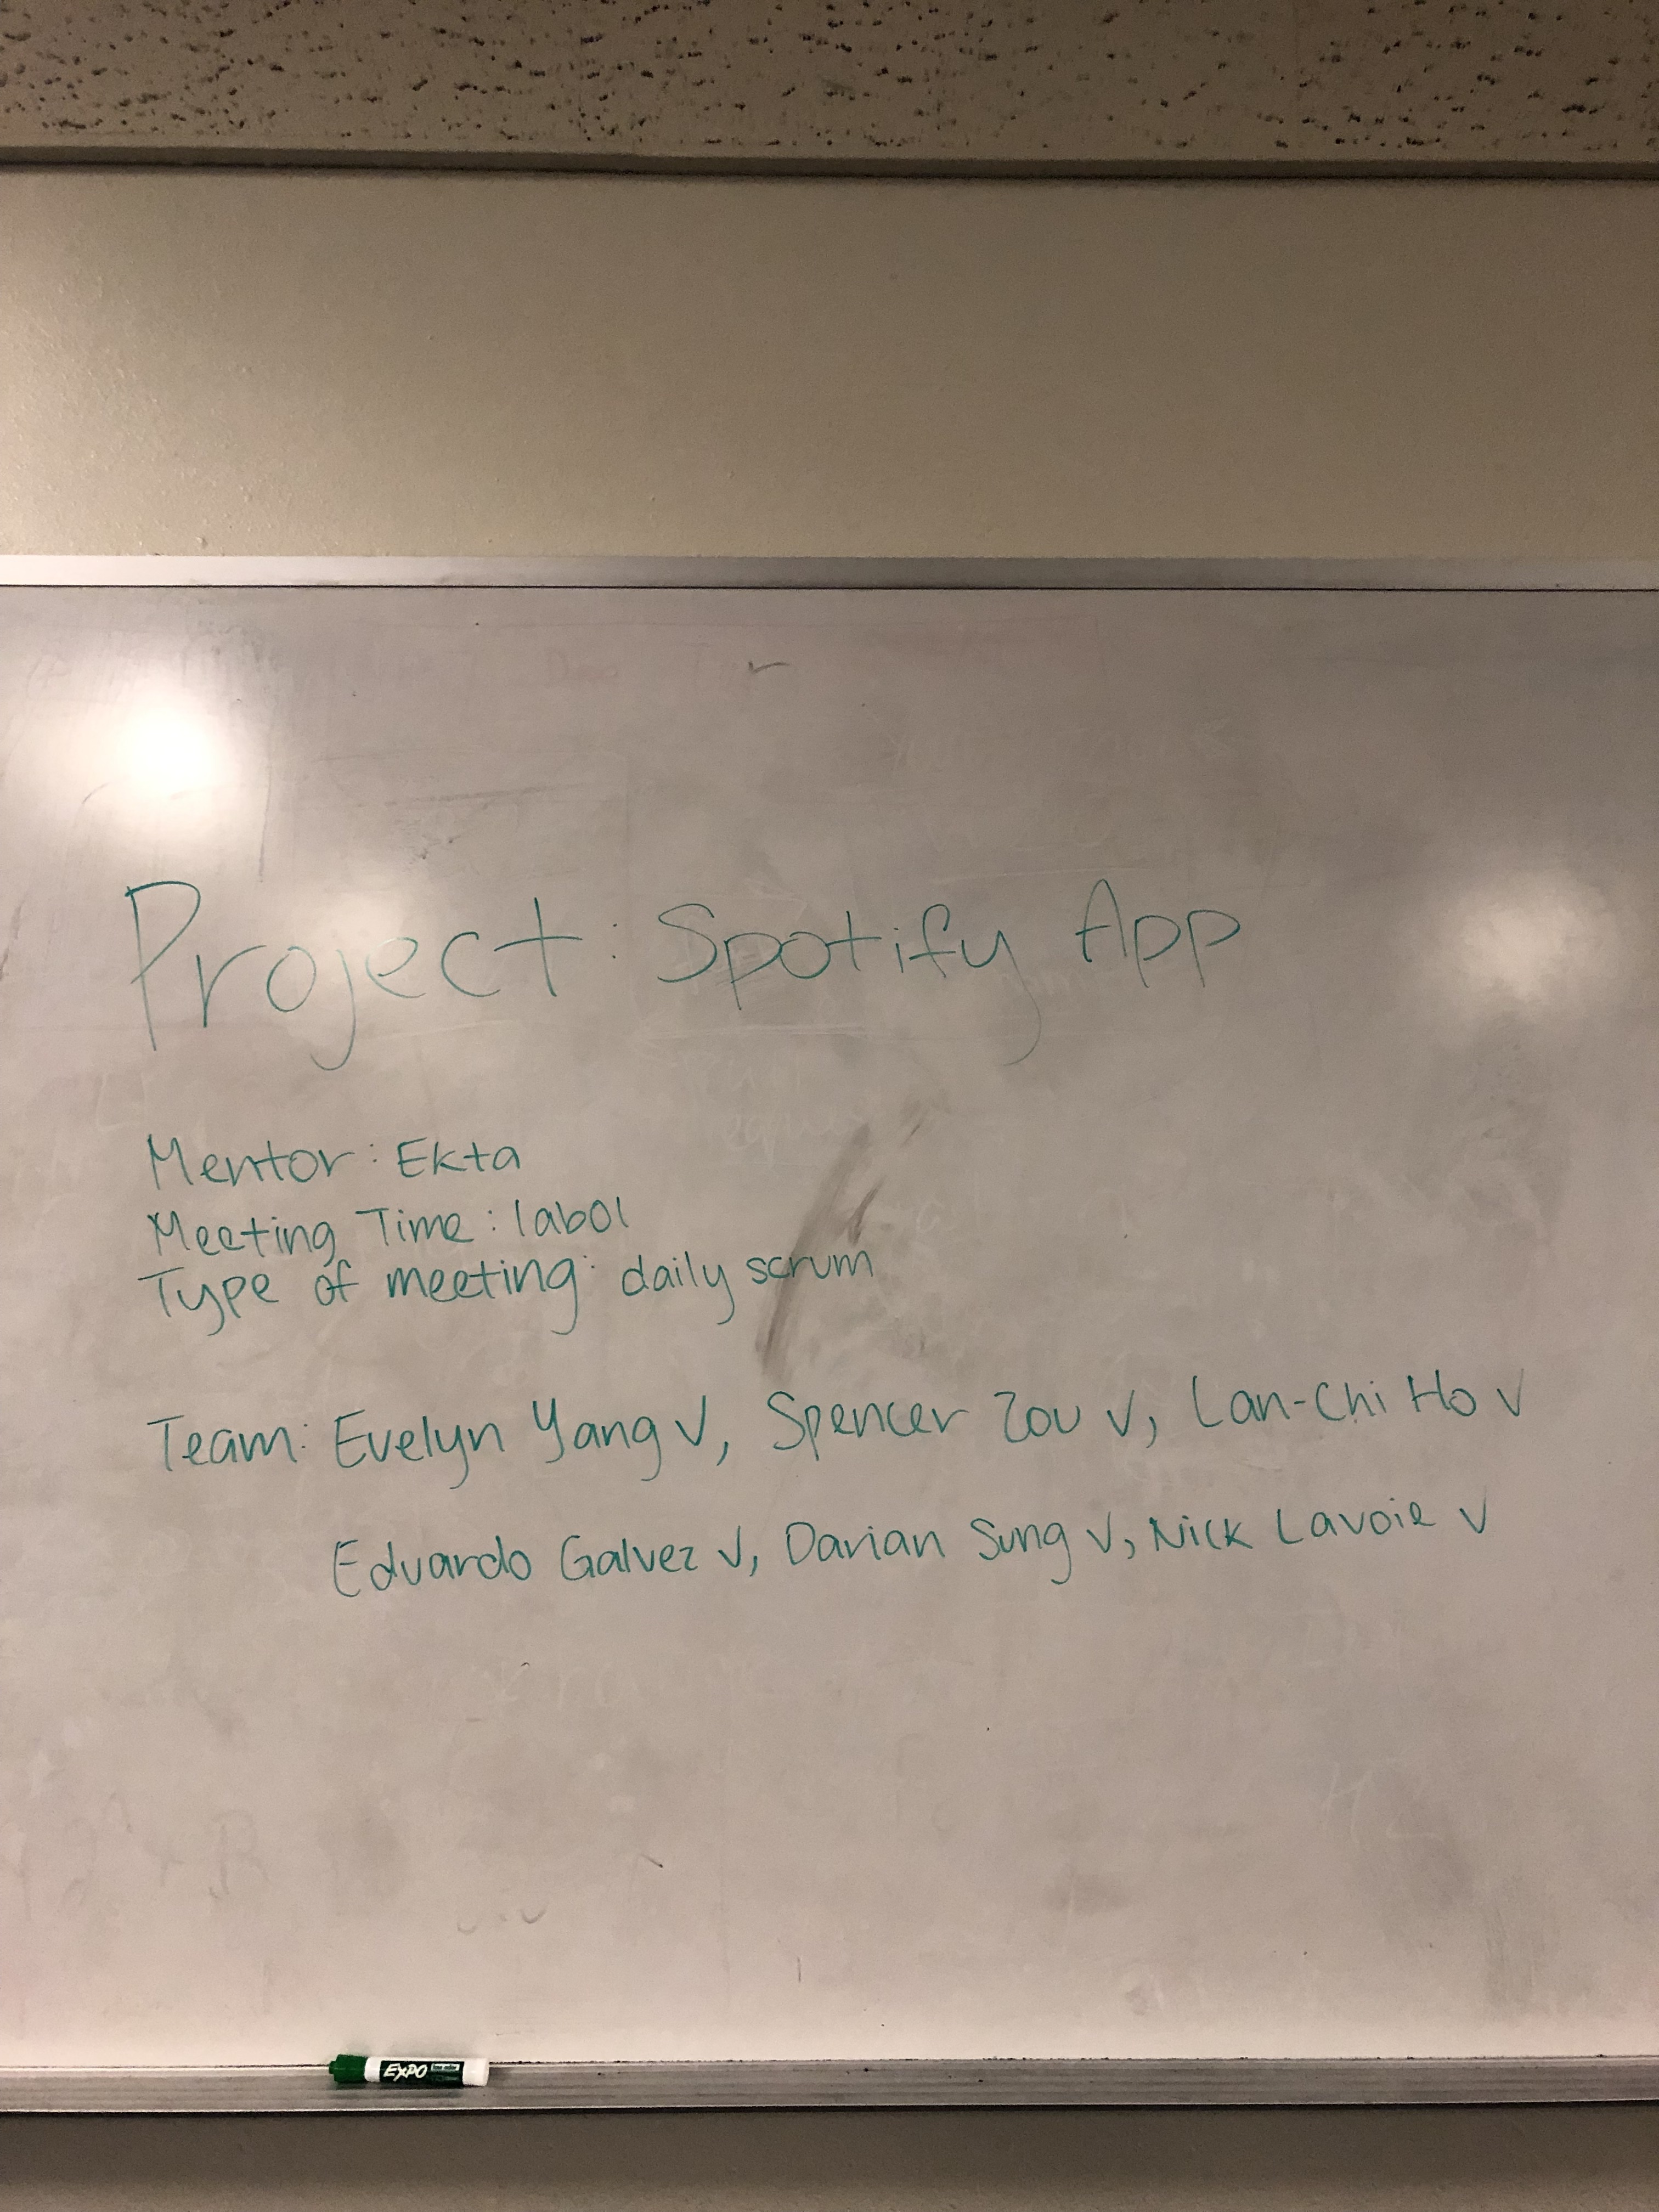 Project: Spotify App
Mentor: Ekta
Meeting Time: lab01
Type of meeting: daily scrum
Team: Evelyn Yang √, Spencer Zou √, Lan-Chi Ho √
Eduardo Galvez √, Darian Sung √, Nick Lavoie √
EXPO